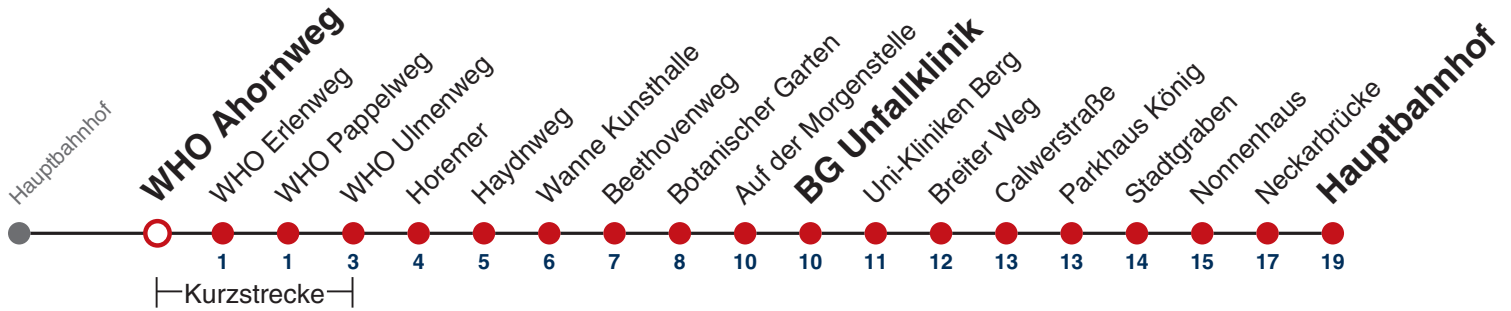 Hauptbahnhof
WHO Ahornweg
WHO Erlenweg
WHO Pappelweg
WHO Ulmenweg
Horemer
Haydnweg
Wanne Kunsthalle
Beethovenweg
Botanischer Garten
Auf der Morgenstelle
BG Unfallklinik
Uni-Kliniken Berg
Breiter Weg
Calwerstraße
Parkhaus König
Stadtgraben
Nonnenhaus
Neckarbrücke
Hauptbahnhof
1 1 3 4 5 6 7 8 10 10 11 12 13 13 14 15 17 19
Kurzstrecke